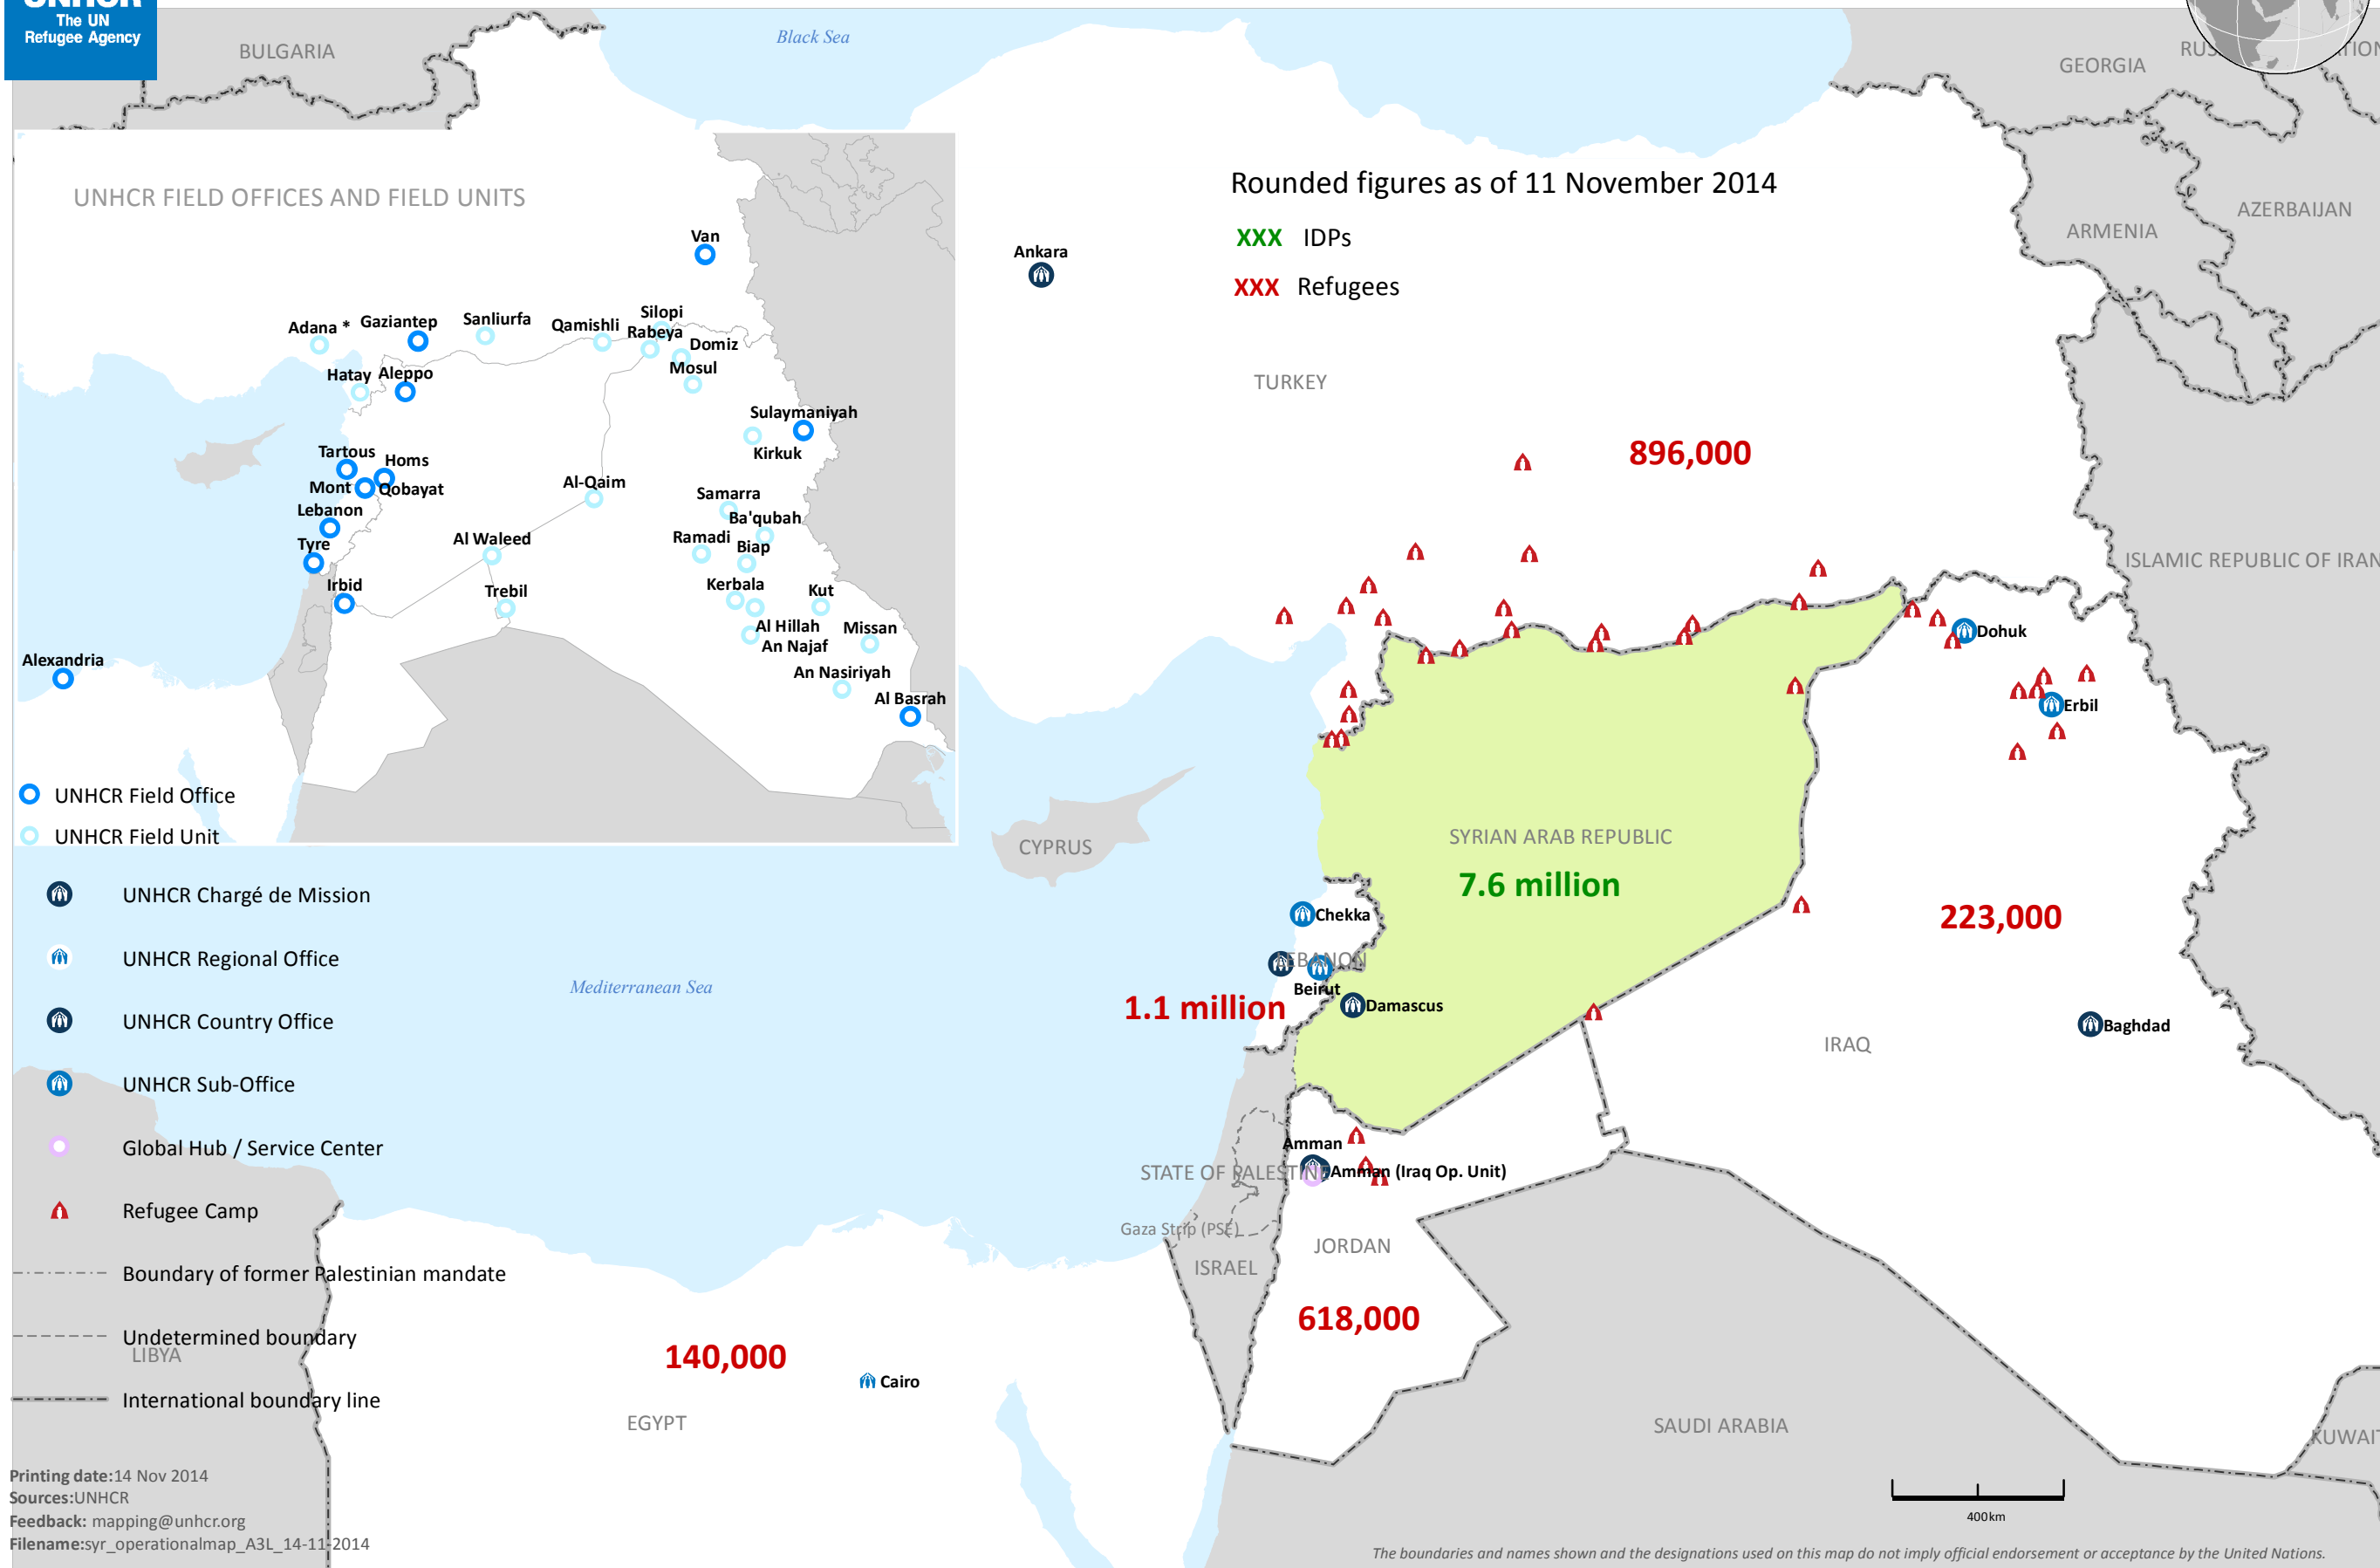 The UN
Refugee Agency
BULGARIA
Black Sea
GEORGIA
ARMENIA
AZERBAIJAN
ISLAMIC REPUBLIC OF IRAN
UNHCR FIELD OFFICES AND FIELD UNITS
Van
Adana *
Gaziantep
Sanliurfa
Qamishli
Silopi
Rabeya
Domiz
Mosul
Hatay
Aleppo
Sulaymaniyah
Kirkuk
Tartous
Homs
Mont
Qobayat
Lebanon
Tyre
Irbid
Al-Qaim
Al Waleed
Trebil
Samarra
Ba'qubah
Ramadi
Biap
Kerbala
Kut
Al Hillah
An Najaf
Missan
An Nasiriyah
Al Basrah
Alexandria
UNHCR Field Office
UNHCR Field Unit
Rounded figures as of 11 November 2014
XXX IDPs
XXX Refugees
Ankara
TURKEY
896,000
Dohuk
Erbil
CYPRUS
SYRIAN ARAB REPUBLIC
7.6 million
223,000
Chekka
LEBANON
Beirut
1.1 million
Damascus
Baghdad
IRAQ
Mediterranean Sea
Amman
STATE OF PALESTINE
Amman (Iraq Op. Unit)
Gaza Strip (PSE)
ISRAEL
JORDAN
618,000
140,000
Cairo
EGYPT
LIBYA
SAUDI ARABIA
UNHCR Chargé de Mission
UNHCR Regional Office
UNHCR Country Office
UNHCR Sub-Office
Global Hub / Service Center
Refugee Camp
Boundary of former Palestinian mandate
Undetermined boundary
International boundary line
Printing date:14 Nov 2014
Sources:UNHCR
Feedback: mapping@unhcr.org
Filename:syr_operationalmap_A3L_14-11-2014
400km
The boundaries and names shown and the designations used on this map do not imply official endorsement or acceptance by the United Nations.